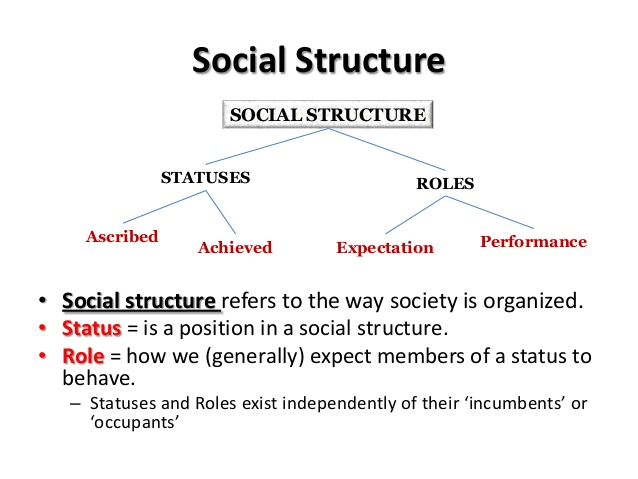 Social Structure
SOCIAL STRUCTURE
STATUSES
ROLES
Ascribed
Achieved
Expectation
Performance
• Social structure refers to the way society is organized.
• Status = is a position in a social structure.
• Role = how we (generally) expect members of a status to
behave.
– Statuses and Roles exist independently of their ‘incumbents’ or
‘occupants’